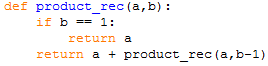 def product_rec(a,b):
    if b == 1:
        return a
    return a + product_rec(a,b-1)